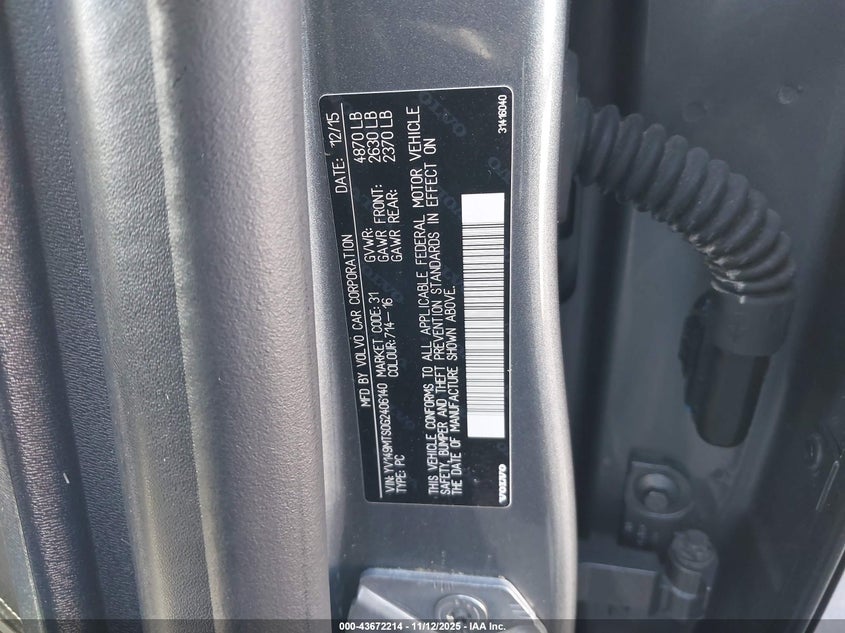 MFD BY VOLVO CAR CORPORATION DATE: 12/15
VIN: YV149MTS0G2406140 MARKET CODE: 31 GVWR: 4870 LB
TYPE: PC COLOUR: 714-16 GAWR FRONT: 2630 LB
GAWR REAR: 2370 LB
THIS VEHICLE CONFORMS TO ALL APPLICABLE FEDERAL MOTOR VEHICLE
SAFETY, BUMPER AND THEFT PREVENTION STANDARDS IN EFFECT ON
THE DATE OF MANUFACTURE SHOWN ABOVE.
VOLVO 31416040
000-43672214 - 11/12/2025 - IAA Inc.